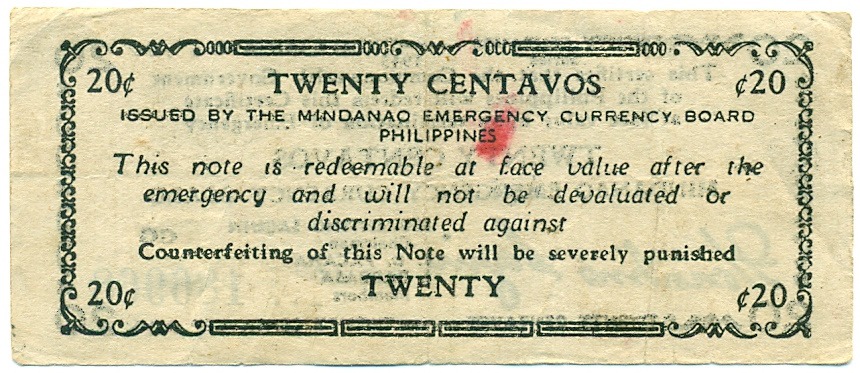 20¢ TWENTY CENTAVOS ¢20
ISSUED BY THE MINDANAO EMERGENCY CURRENCY BOARD
PHILIPPINES
This note is redeemable at face value after the
emergency and will not be devaluated or
discriminated against
Counterfeiting of this Note will be severely punished
20¢ TWENTY ¢20